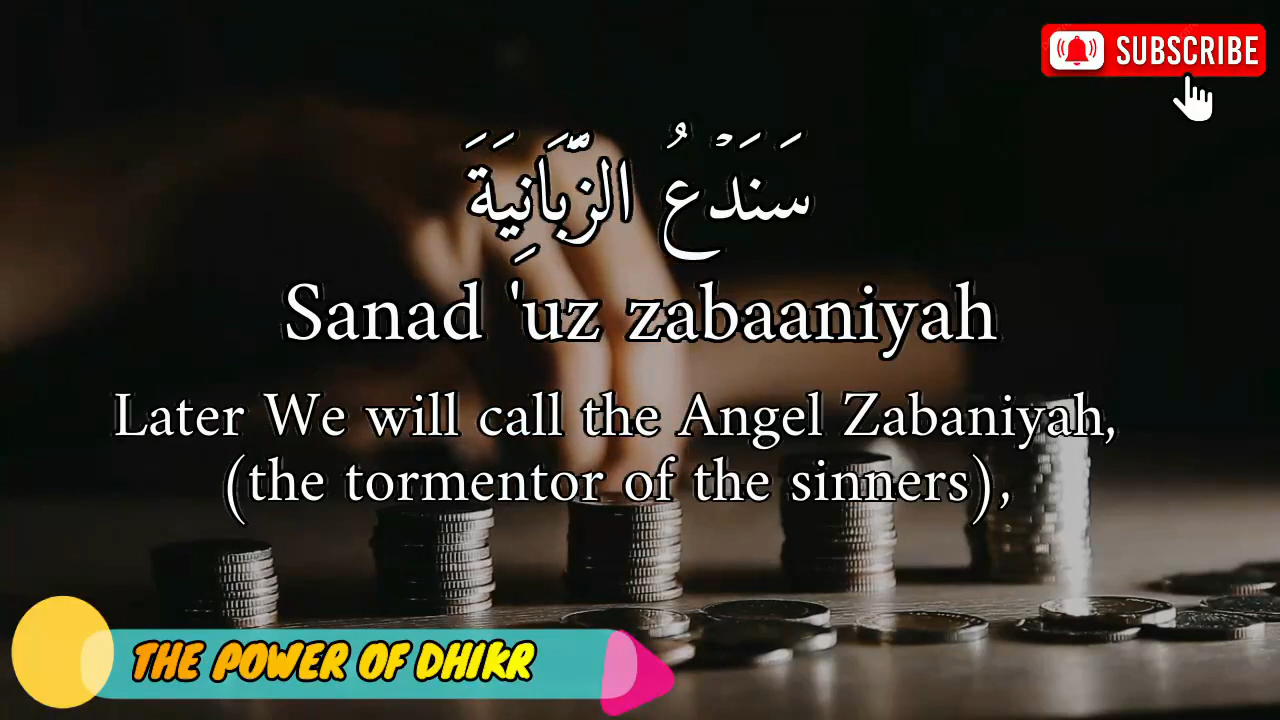 SUBSCRIBE
سَنَدْعُ الزَّبَانِيَةَ
Sanad 'uz zabaaniyah
Later We will call the Angel Zabaniyah,
(the tormentor of the sinners),
THE POWER OF DHIKR